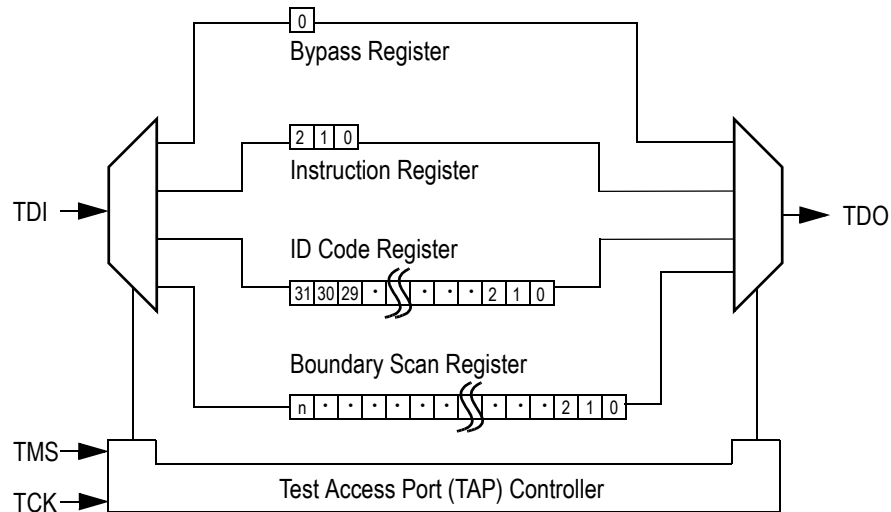 0
Bypass Register
2 1 0
Instruction Register
TDI
TDO
ID Code Register
31 30 29 · · · · 2 1 0
Boundary Scan Register
n · · · · · · · · · 2 1 0
TMS
Test Access Port (TAP) Controller
TCK